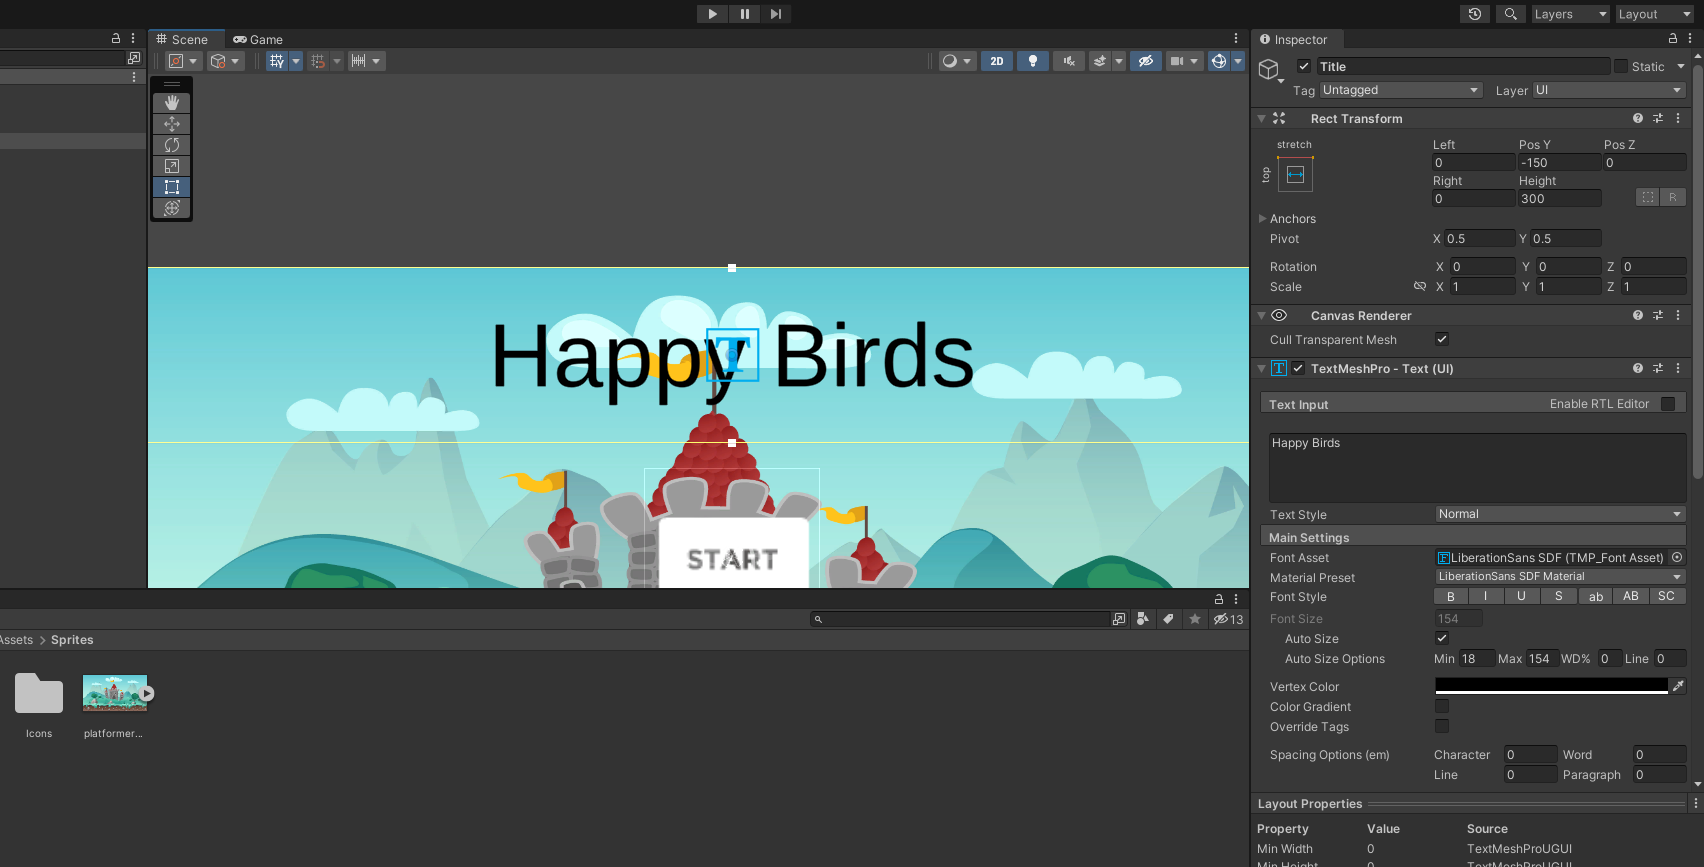 Layers
Layout
Scene
Game
Inspector
2D
Title
Static
Tag
Untagged
Layer
UI
Rect Transform
stretch
top
Left
Pos Y
Pos Z
0
-150
0
Right
Height
0
300
R
Anchors
Pivot
X 0.5
Y 0.5
Rotation
X 0
Y 0
Z 0
Scale
X 1
Y 1
Z 1
Canvas Renderer
Cull Transparent Mesh
TextMeshPro - Text (UI)
Text Input
Enable RTL Editor
Happy Birds
Text Style
Normal
Main Settings
Font Asset
LiberationSans SDF (TMP_Font Asset)
Material Preset
LiberationSans SDF Material
Font Style
B I U S ab AB SC
Font Size
154
Auto Size
Auto Size Options
Min 18 Max 154 WD% 0 Line 0
Vertex Color
Color Gradient
Override Tags
Spacing Options (em)
Character 0 Word 0
Line 0 Paragraph 0
Layout Properties
Property Value Source
Min Width 0 TextMeshProUGUI
Min Height 0 TextMeshProUGUI
Happy Birds
T
START
13
Assets > Sprites
Icons
platformer...